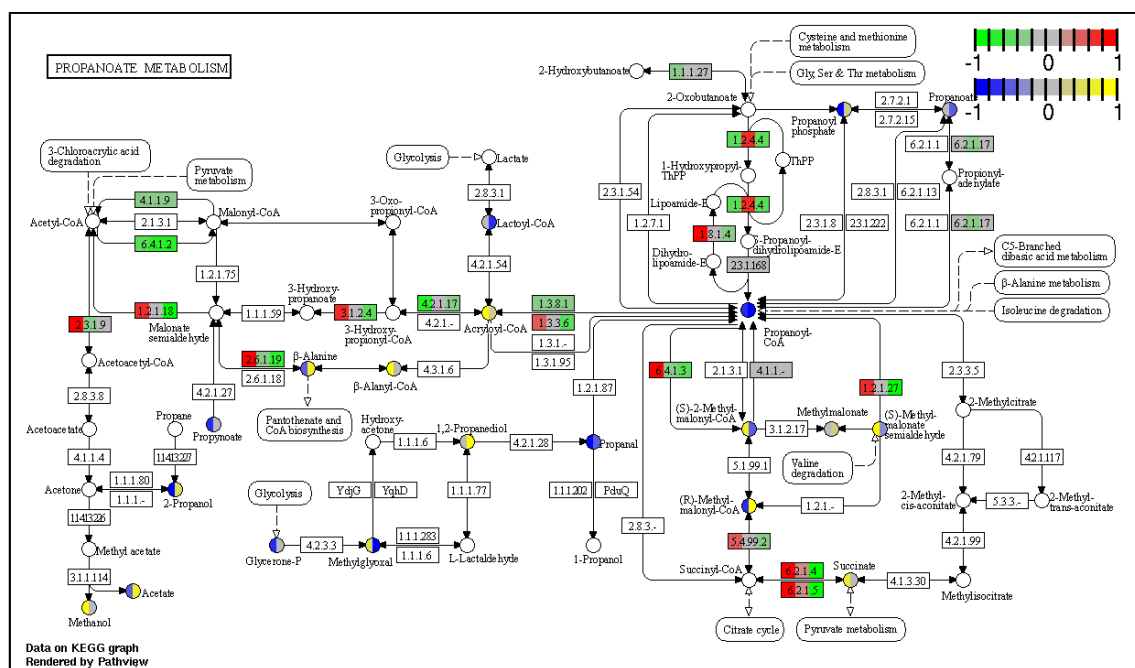 PROPANOATE METABOLISM
Cysteine and methionine
metabolism
Gly, Ser & Thr metabolism
2-Hydroxybutanoate
1.1.1.27
2-Oxobutanoate
-1
0
1
-1
0
1
Propanoyl
phosphate
2.7.2.1
2.7.2.15
Propanoate
3-Chloroacrylic acid
degradation
Pyruvate
metabolism
Glycolysis
Lactate
1.2.4.4
ThPP
1-Hydroxypropyl-
ThPP
6.2.1.1
6.2.1.17
Propionyl-
adenylate
2.8.3.1
2.3.1.54
2.8.3.1
6.2.1.13
4.1.1.9
Malonyl-CoA
3-Oxo-
propionyl-CoA
Lipoamide-E
1.2.4.4
Acetyl-CoA
2.1.3.1
Lactoyl-CoA
1.2.7.1
2.3.1.8
2.3.1.222
6.2.1.1
6.2.1.17
6.4.1.2
1.8.1.4
S-Propanoyl-
dihydrolipoamide-E
Dihydro-
lipoamide-E
2.3.1.168
C5-Branched
dibasic acid metabolism
1.2.1.75
4.2.1.54
β-Alanine metabolism
3-Hydroxy-
propanoate
4.2.1.17
1.3.8.1
Isoleucine degradation
2.3.1.9
1.2.1.18
Malonate
semialdehyde
1.1.1.59
3.1.2.4
3-Hydroxy-
propionyl-CoA
4.2.1.-
Acryloyl-CoA
1.3.3.6
Propanoyl-
CoA
1.3.1.-
1.3.1.95
Acetoacetyl-CoA
2.6.1.19
2.6.1.18
β-Alanine
4.3.1.6
β-Alanyl-CoA
6.4.1.3
2.1.3.1
4.1.1.-
1.2.1.27
2.3.3.5
1.2.1.87
2.8.3.8
4.2.1.27
Propynoate
Pantothenate and
CoA biosynthesis
(S)-2-Methyl-
malonyl-CoA
Methylmalonate
3.1.2.17
(S)-Methyl-
malonate
semialdehyde
2-Methylcitrate
Acetoacetate
Propane
Hydroxy-
acetone
1.1.1.6
1,2-Propanediol
4.2.1.28
Propanal
4.1.1.4
1.14.13.227
5.1.99.1
Valine
degradation
4.2.1.79
4.2.1.117
Acetone
1.1.1.80
1.1.1.-
2-Propanol
Glycolysis
YdjG
YqhD
1.1.1.77
1.1.1.202
PduQ
(R)-Methyl-
malonyl-CoA
1.2.1.-
2-Methyl-
cis-aconitate
5.3.3.-
2-Methyl-
trans-aconitate
1.14.13.226
2.8.3.-
Methyl acetate
Glycerone-P
4.2.3.3
Methylglyoxal
1.1.1.283
1.1.1.6
L-Lactaldehyde
1-Propanol
5.4.99.2
4.2.1.99
3.1.1.114
Acetate
Methanol
Succinyl-CoA
6.2.1.4
6.2.1.5
Succinate
4.1.3.30
Methylisocitrate
Citrate cycle
Pyruvate metabolism
Data on KEGG graph
Rendered by Pathview